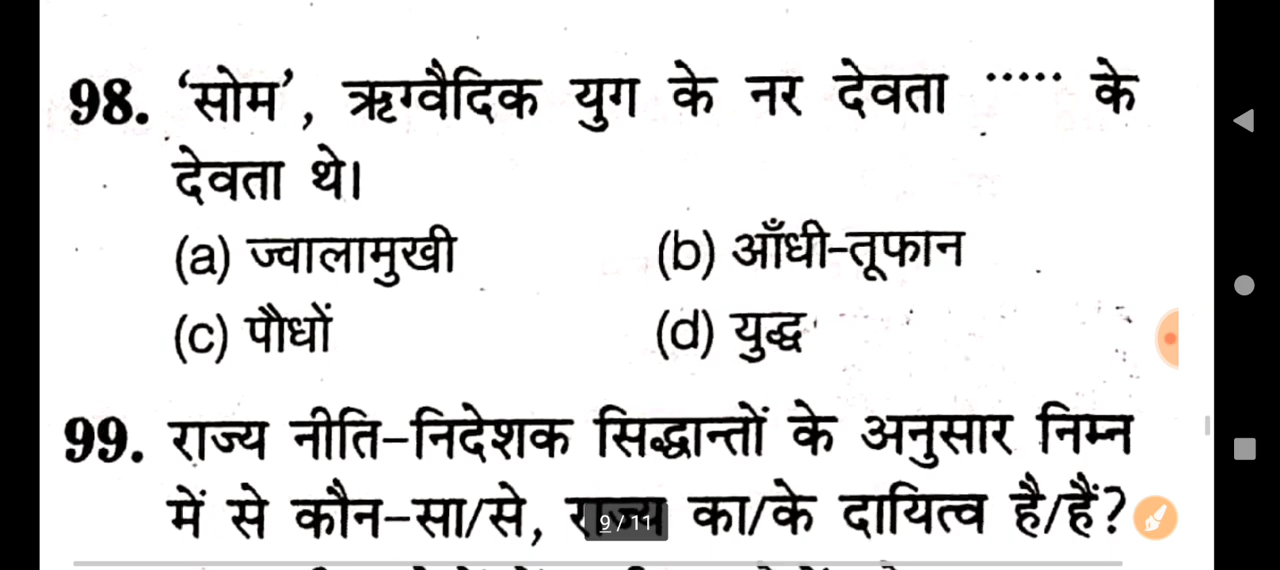 98. 'सोम', ऋग्वैदिक युग के नर देवता ..... के
देवता थे।
(a) ज्वालामुखी (b) आँधी-तूफान
(c) पौधों (d) युद्ध
99. राज्य नीति-निदेशक सिद्धान्तों के अनुसार निम्न
में से कौन-सा/से, राज्य का/के दायित्व है/हैं?
9 / 11